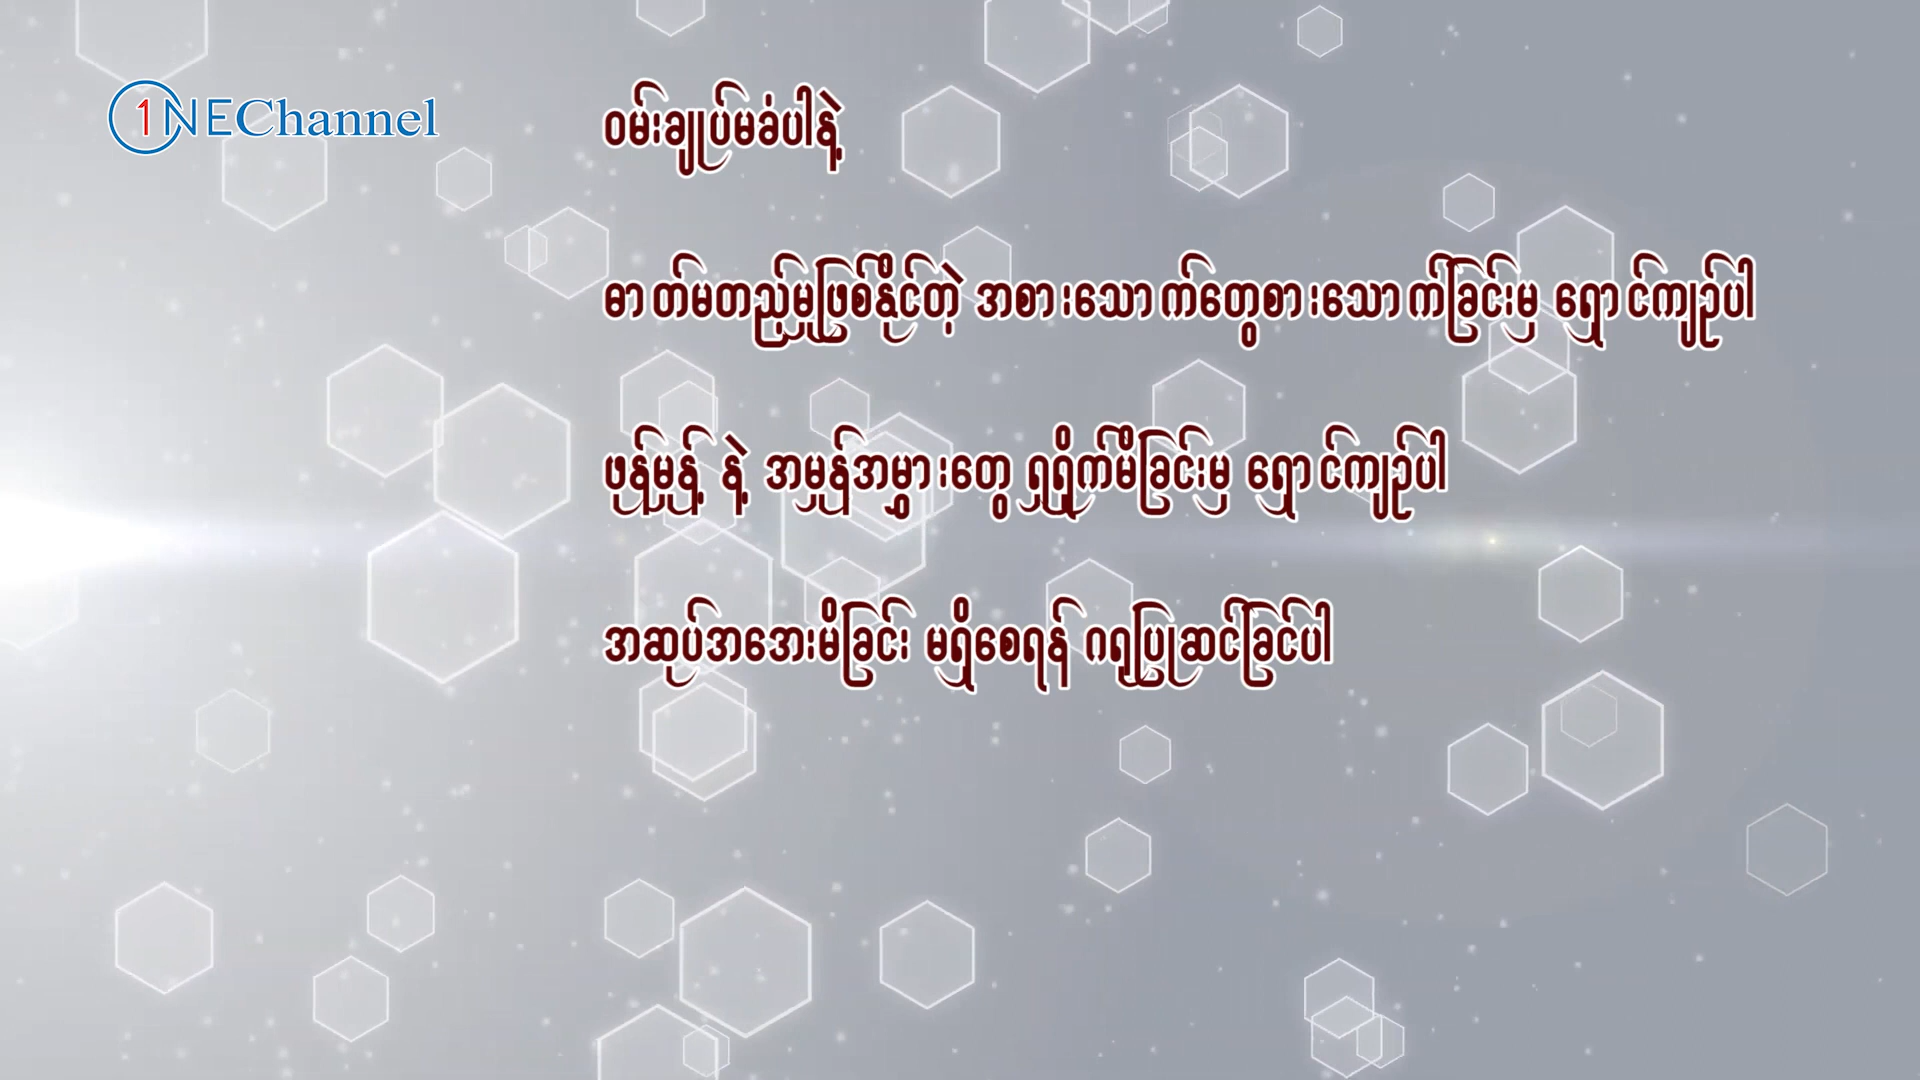 1NEChannel
ဝမ်းချုပ်မခံပါနဲ့
ဓာတ်မတည့်မှုဖြစ်နိုင်တဲ့ အစားသောက်တွေစားသောက်ခြင်းမှ ရှောင်ကျဉ်ပါ
ဖုန်မှုန့် နဲ့ အမှုန်အမွှားတွေ ရှုရှိုက်မိခြင်းမှ ရှောင်ကျဉ်ပါ
အဆုပ်အအေးမိခြင်း မရှိစေရန် ဂရုပြုဆင်ခြင်ပါ